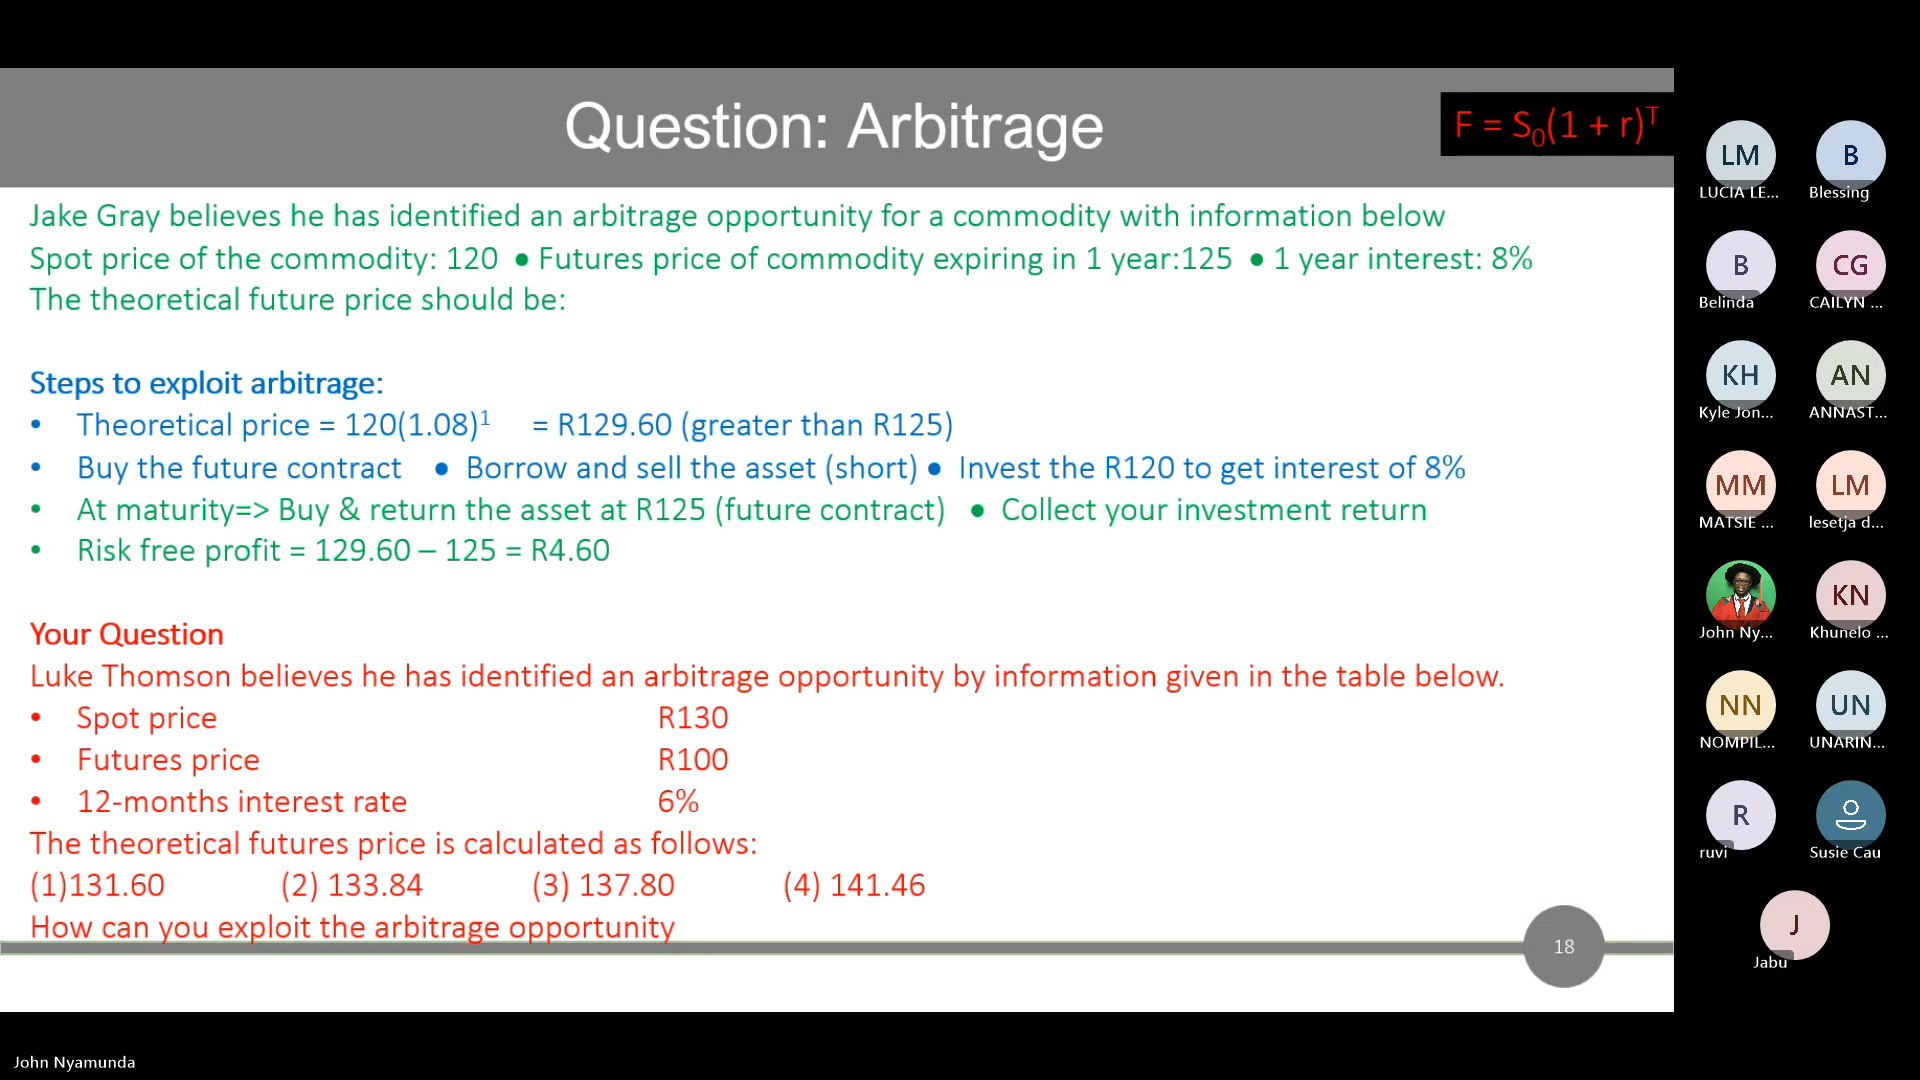 Question: Arbitrage
F = S₀(1 + r)ᵀ
Jake Gray believes he has identified an arbitrage opportunity for a commodity with information below
Spot price of the commodity: 120 ● Futures price of commodity expiring in 1 year:125 ● 1 year interest: 8%
The theoretical future price should be:
Steps to exploit arbitrage:
• Theoretical price = 120(1.08)¹ = R129.60 (greater than R125)
• Buy the future contract ● Borrow and sell the asset (short) ● Invest the R120 to get interest of 8%
• At maturity=> Buy & return the asset at R125 (future contract) ● Collect your investment return
• Risk free profit = 129.60 – 125 = R4.60
Your Question
Luke Thomson believes he has identified an arbitrage opportunity by information given in the table below.
• Spot price R130
• Futures price R100
• 12-months interest rate 6%
The theoretical futures price is calculated as follows:
(1)131.60 (2) 133.84 (3) 137.80 (4) 141.46
How can you exploit the arbitrage opportunity
18
LM B
LUCIA LE... Blessing
B CG
Belinda CAILYN ...
KH AN
Kyle Jon... ANNAST...
MM LM
MATSIE ... lesetja d...
KN
John Ny... Khunelo ...
NN UN
NOMPIL... UNARIN...
R
ruvi Susie Cau
J
Jabu
John Nyamunda